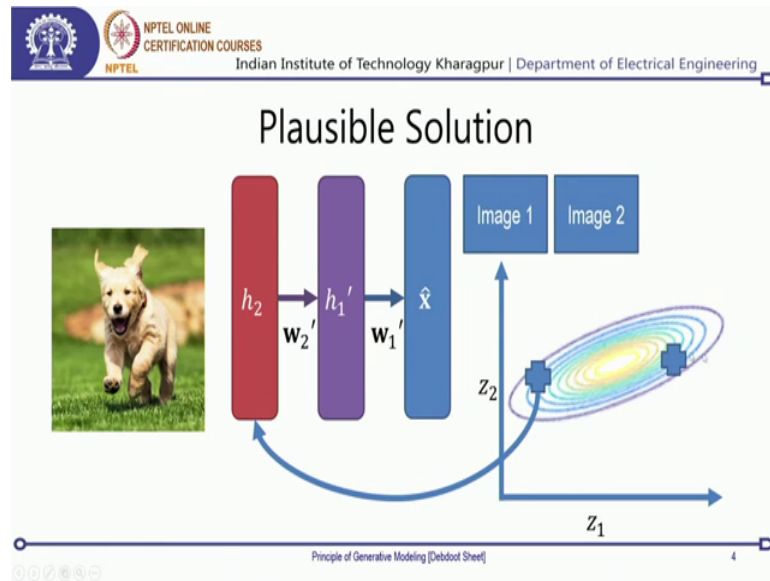 NPTEL ONLINE
CERTIFICATION COURSES
NPTEL
Indian Institute of Technology Kharagpur | Department of Electrical Engineering
Plausible Solution
Image 1
Image 2
h₂
h₁′
x̂
w₂′
w₁′
z₂
z₁
Principle of Generative Modeling [Debdoot Sheet]
4